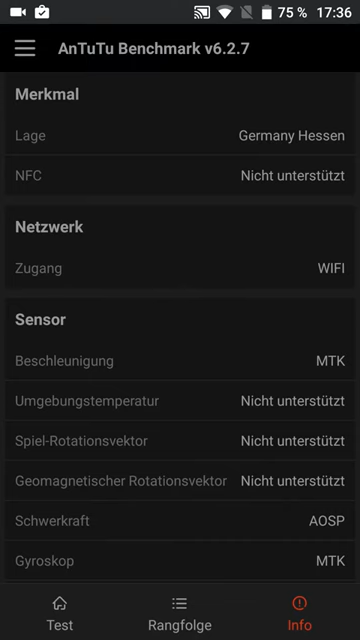 75 % 17:36
AnTuTu Benchmark v6.2.7
Merkmal
Lage Germany Hessen
NFC Nicht unterstützt
Netzwerk
Zugang WIFI
Sensor
Beschleunigung MTK
Umgebungstemperatur Nicht unterstützt
Spiel-Rotationsvektor Nicht unterstützt
Geomagnetischer Rotationsvektor Nicht unterstützt
Schwerkraft AOSP
Gyroskop MTK
Test Rangfolge Info